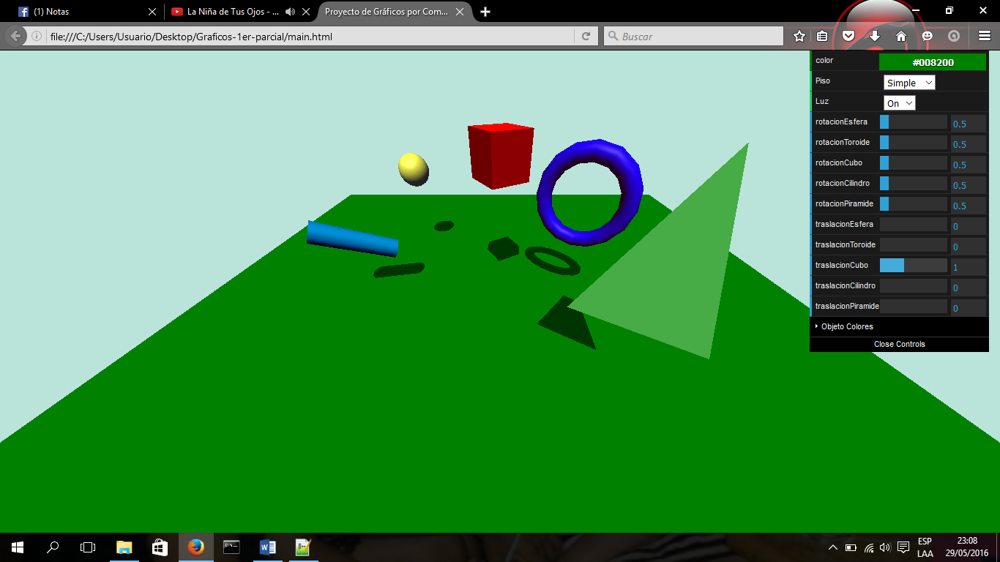 (1) Notas
La Niña de Tus Ojos - ...
Proyecto de Gráficos por Com...
file:///C:/Users/Usuario/Desktop/Graficos-1er-parcial/main.html
Buscar
color #008200
Piso Simple
Luz On
rotacionEsfera 0.5
rotacionToroide 0.5
rotacionCubo 0.5
rotacionCilindro 0.5
rotacionPiramide 0.5
traslacionEsfera 0
traslacionToroide 0
traslacionCubo 1
traslacionCilindro 0
traslacionPiramide 0
Objeto Colores
Close Controls
ESP
LAA
23:08
29/05/2016